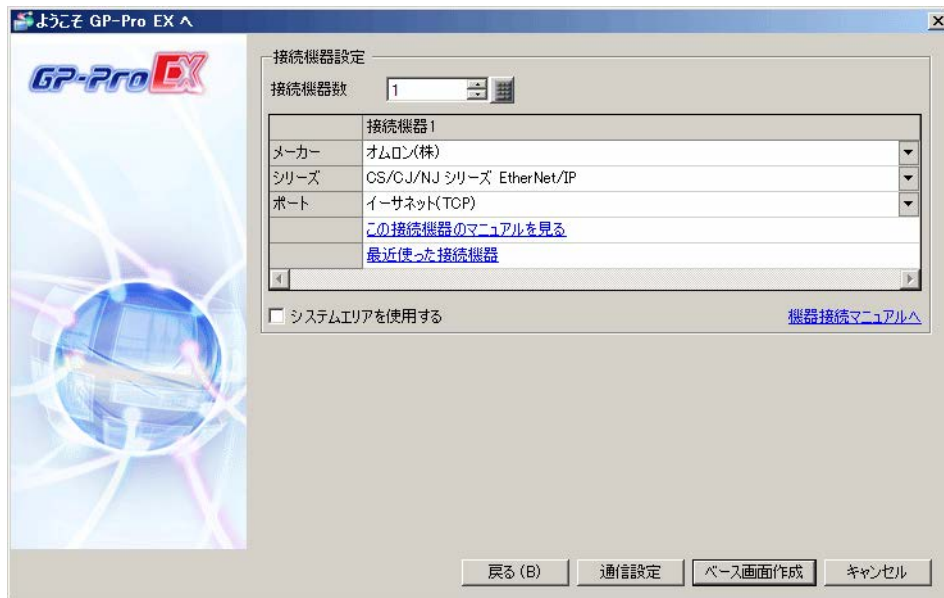 ようこそ GP-Pro EX へ
GP-Pro EX
接続機器設定
接続機器数 1
接続機器1
メーカー オムロン(株)
シリーズ CS/CJ/NJ シリーズ EtherNet/IP
ポート イーサネット(TCP)
この接続機器のマニュアルを見る
最近使った接続機器
システムエリアを使用する 機器接続マニュアルへ
戻る(B) 通信設定 ベース画面作成 キャンセル